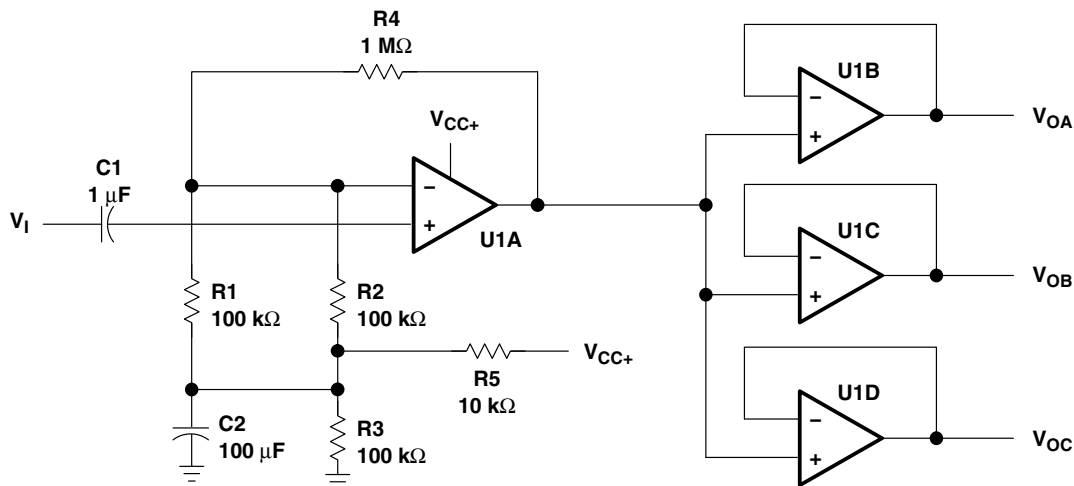 R4
1 MΩ
VCC+
C1
1 μF
VI
−
+
U1A
R1
100 kΩ
R2
100 kΩ
VCC+
R5
10 kΩ
C2
100 μF
R3
100 kΩ
U1B
−
+
VOA
U1C
−
+
VOB
U1D
−
+
VOC